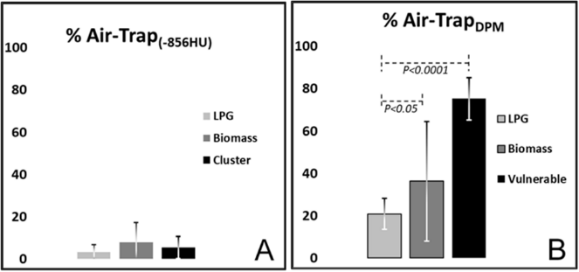 % Air-Trap(-856HU)
100
80
60
40
20
0
LPG
Biomass
Cluster
A
% Air-TrapDPM
100
80
60
40
20
0
P<0.0001
P<0.05
LPG
Biomass
Vulnerable
B